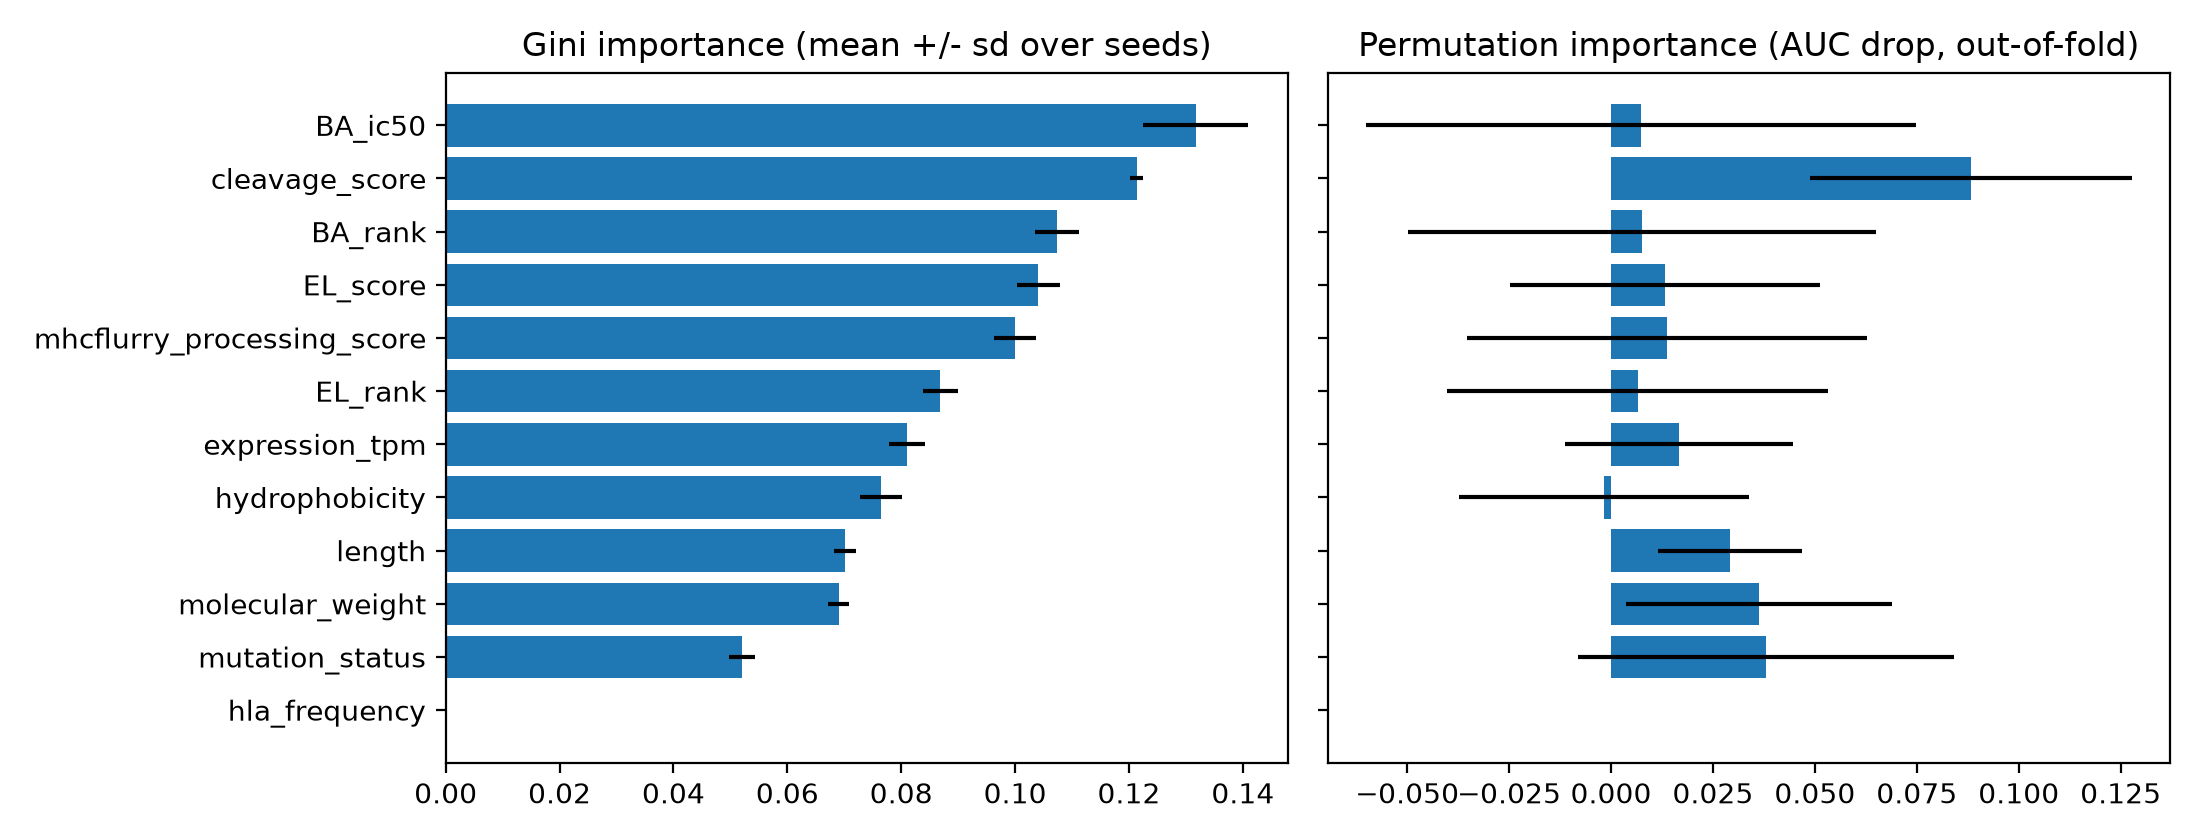 Gini importance (mean +/- sd over seeds)
Permutation importance (AUC drop, out-of-fold)
BA_ic50
cleavage_score
BA_rank
EL_score
mhcflurry_processing_score
EL_rank
expression_tpm
hydrophobicity
length
molecular_weight
mutation_status
hla_frequency
0.00 0.02 0.04 0.06 0.08 0.10 0.12 0.14
−0.050 −0.025 0.000 0.025 0.050 0.075 0.100 0.125